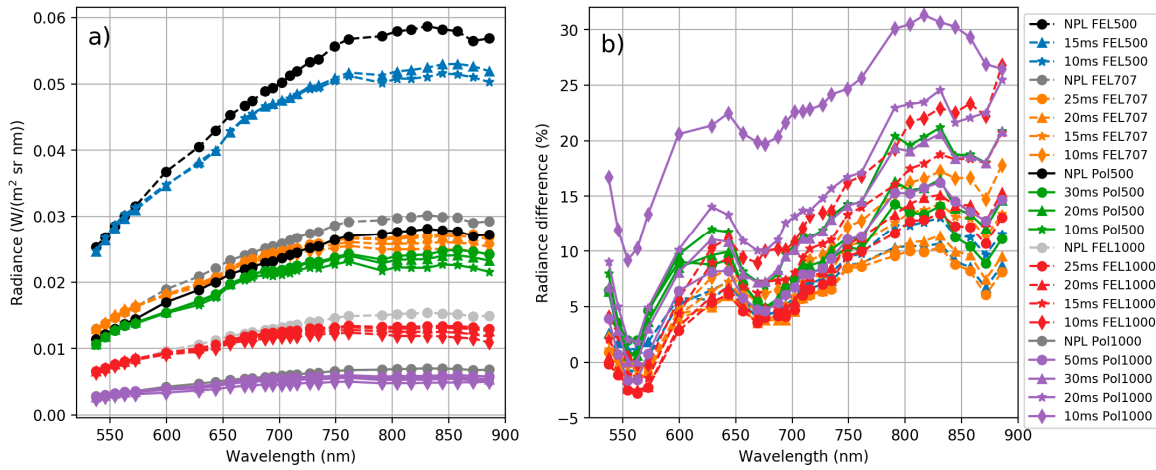 a)
0.06
0.05
0.04
0.03
0.02
0.01
0.00
Radiance (W/(m² sr nm))
550 600 650 700 750 800 850 900
Wavelength (nm)
b)
30
25
20
15
10
5
0
−5
Radiance difference (%)
550 600 650 700 750 800 850 900
Wavelength (nm)
NPL FEL500
15ms FEL500
10ms FEL500
NPL FEL707
25ms FEL707
20ms FEL707
15ms FEL707
10ms FEL707
NPL Pol500
30ms Pol500
20ms Pol500
10ms Pol500
NPL FEL1000
25ms FEL1000
20ms FEL1000
15ms FEL1000
10ms FEL1000
NPL Pol1000
50ms Pol1000
30ms Pol1000
20ms Pol1000
10ms Pol1000